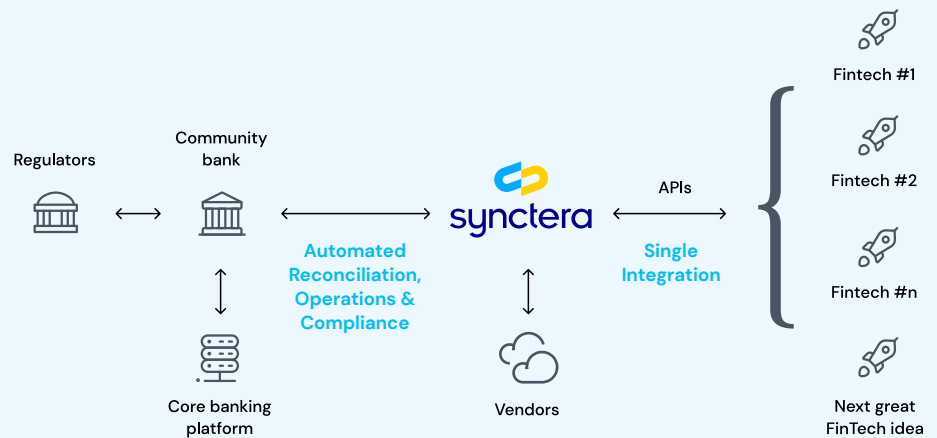 Regulators
Community
bank
Core banking
platform
Automated
Reconciliation,
Operations &
Compliance
synctera
Vendors
APIs
Single
Integration
Fintech #1
Fintech #2
Fintech #n
Next great
FinTech idea